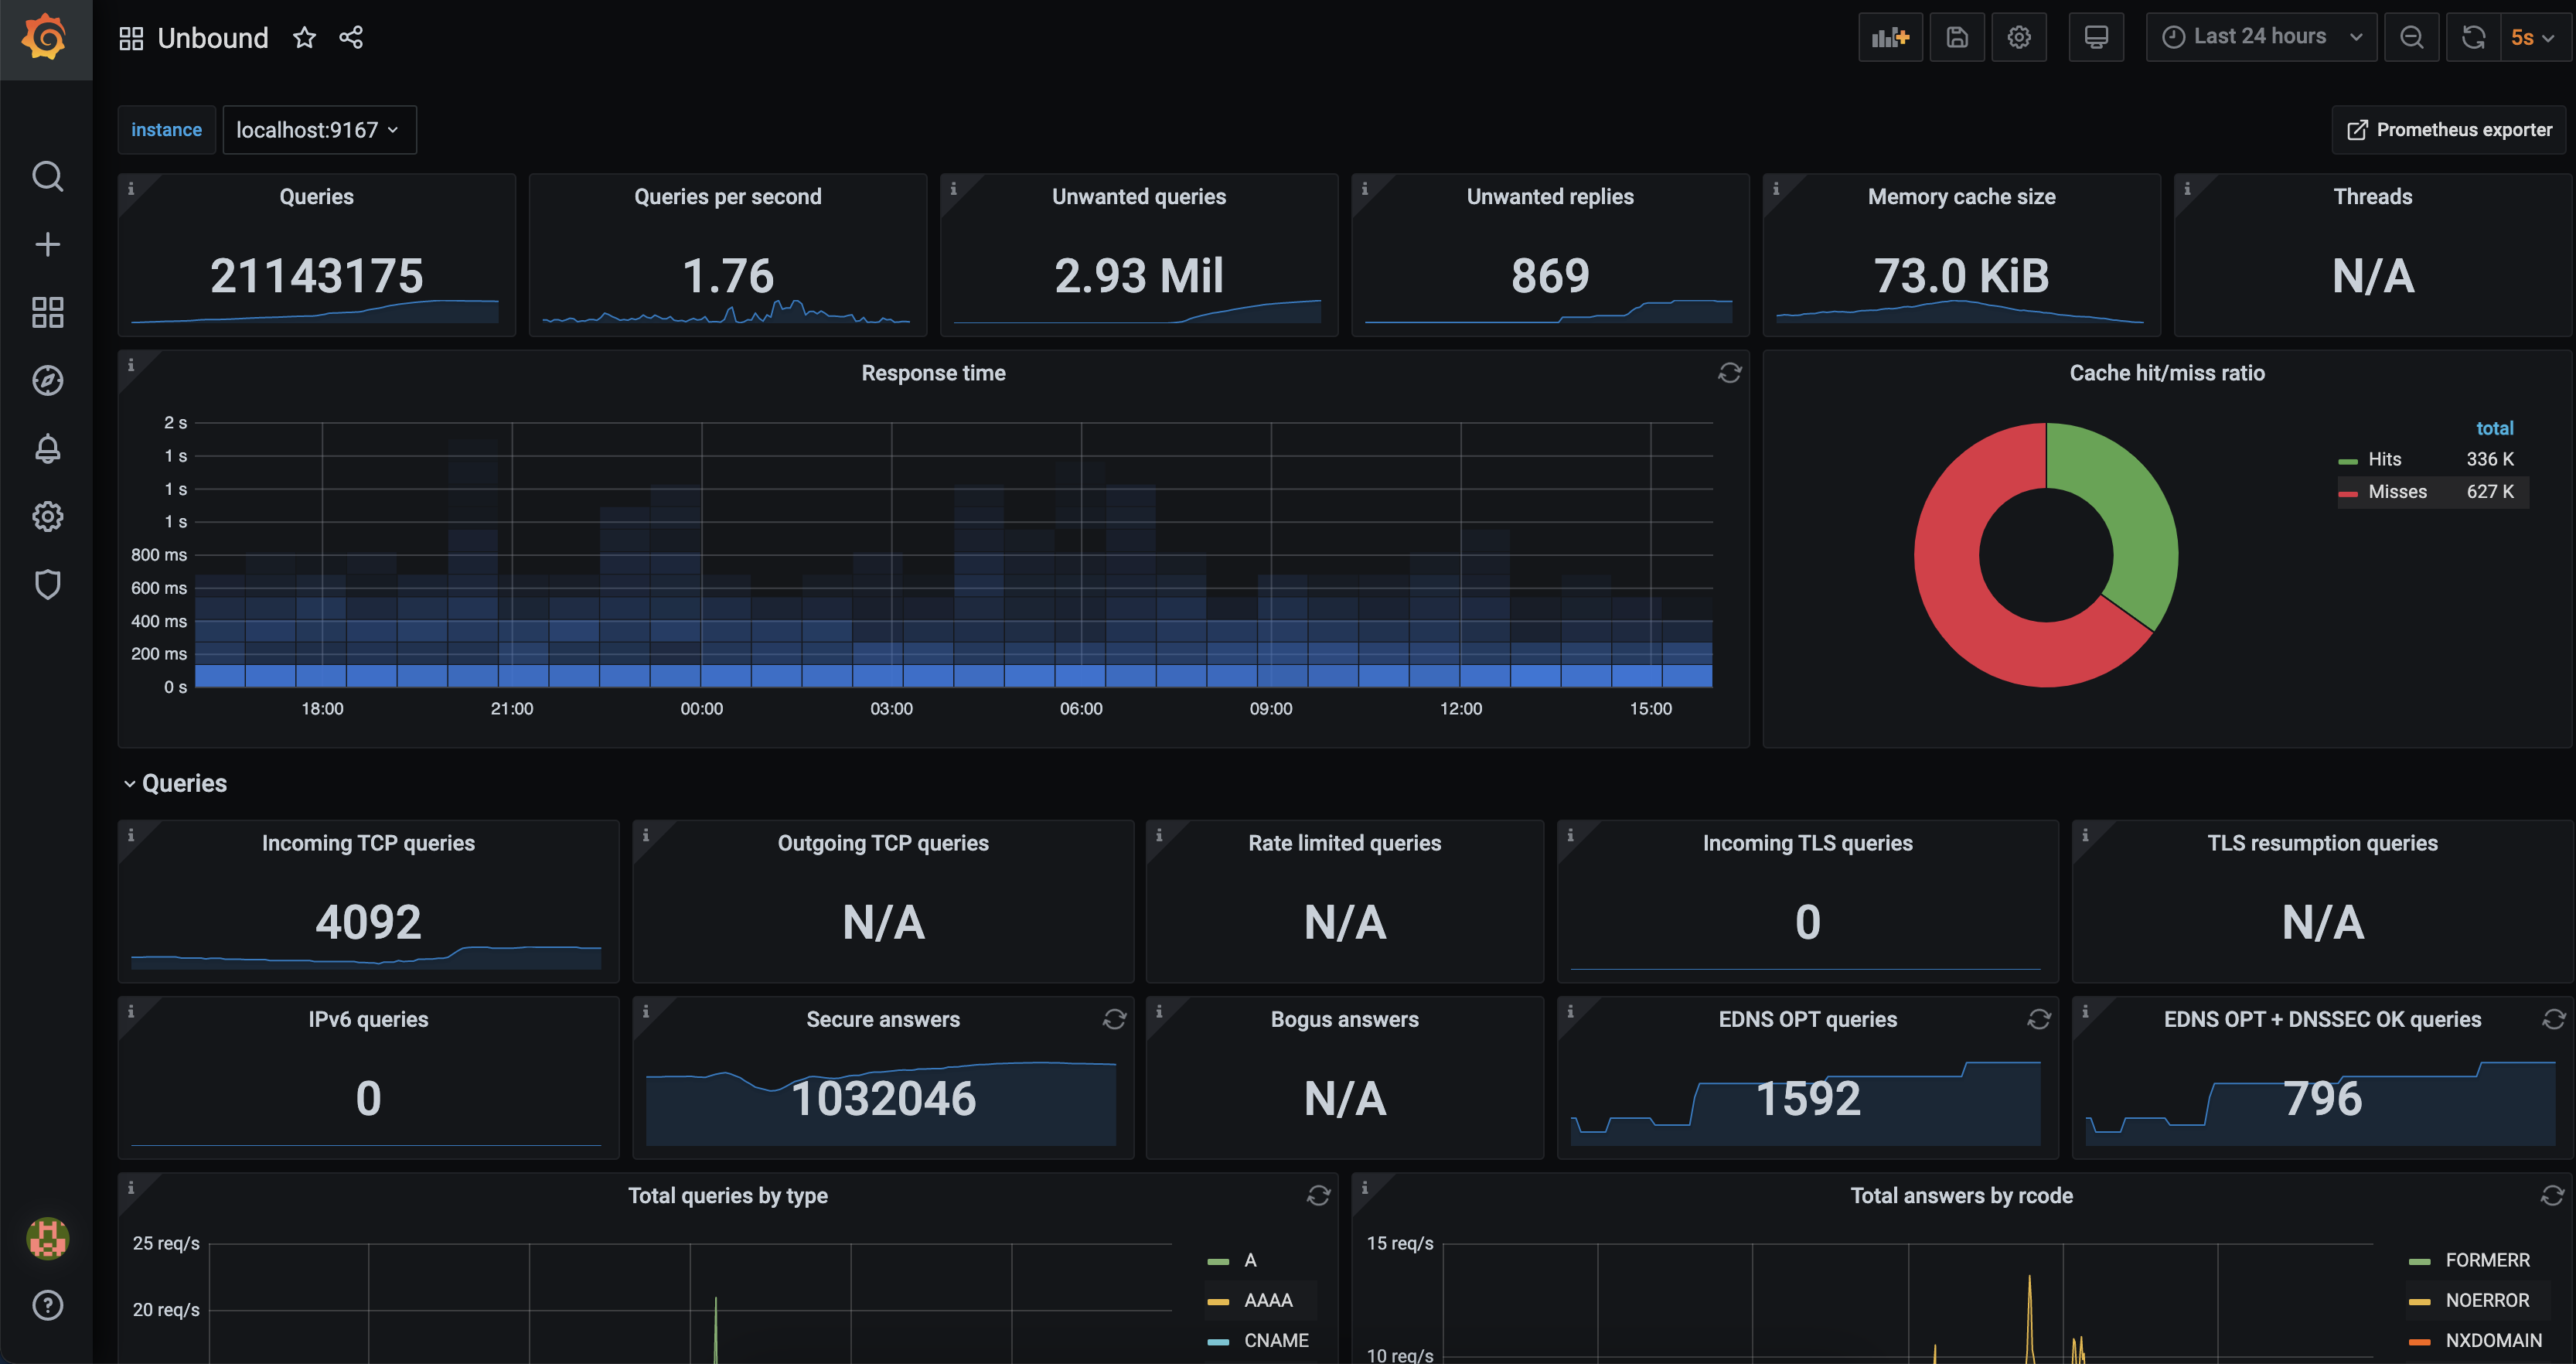 Unbound
Last 24 hours
5s
instance
localhost:9167
Prometheus exporter
Queries
21143175
Queries per second
1.76
Unwanted queries
2.93 Mil
Unwanted replies
869
Memory cache size
73.0 KiB
Threads
N/A
Response time
2 s
1 s
1 s
1 s
800 ms
600 ms
400 ms
200 ms
0 s
18:00
21:00
00:00
03:00
06:00
09:00
12:00
15:00
Cache hit/miss ratio
total
Hits 336 K
Misses 627 K
Queries
Incoming TCP queries
4092
Outgoing TCP queries
N/A
Rate limited queries
N/A
Incoming TLS queries
0
TLS resumption queries
N/A
IPv6 queries
0
Secure answers
1032046
Bogus answers
N/A
EDNS OPT queries
1592
EDNS OPT + DNSSEC OK queries
796
Total queries by type
25 req/s
20 req/s
A
AAAA
CNAME
Total answers by rcode
15 req/s
10 req/s
FORMERR
NOERROR
NXDOMAIN